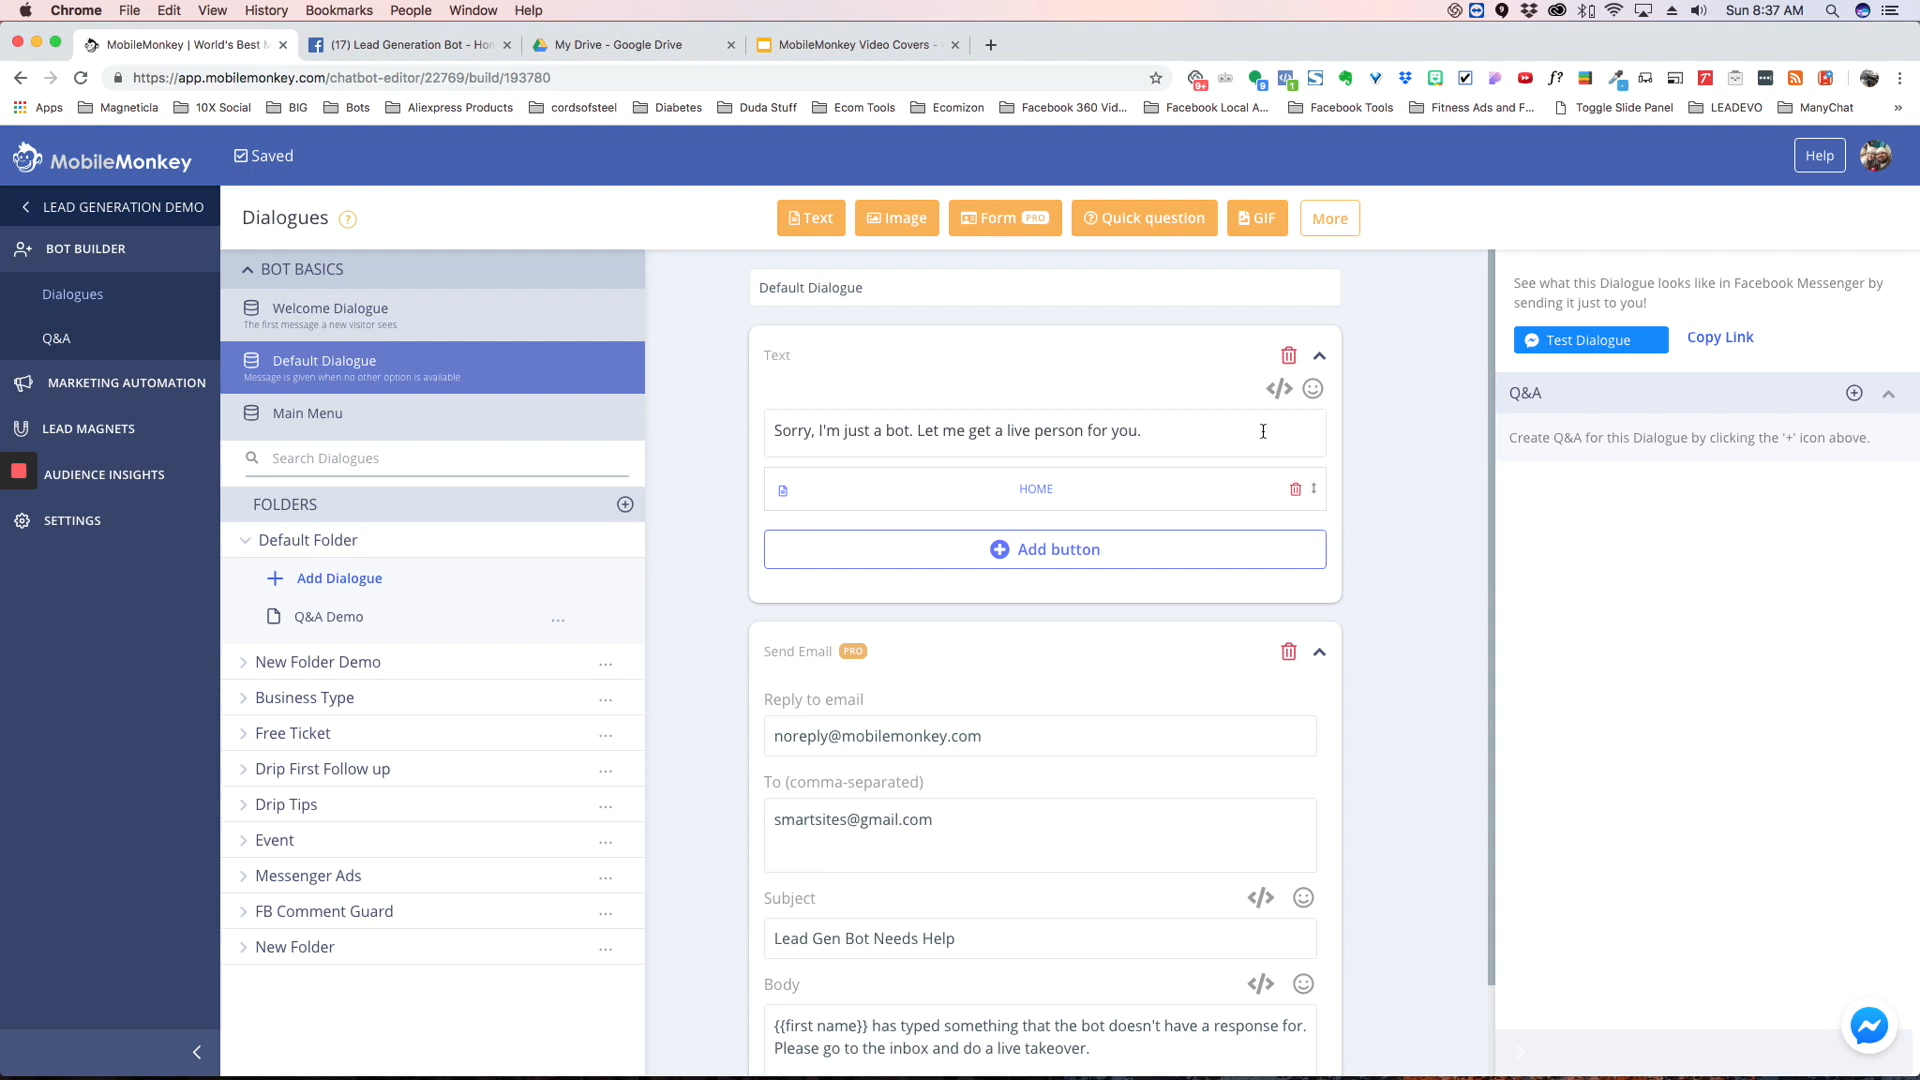 Chrome File Edit View History Bookmarks People Window Help
Sun 8:37 AM
MobileMonkey | World's Best M
(17) Lead Generation Bot - Hon
My Drive - Google Drive
MobileMonkey Video Covers -
https://app.mobilemonkey.com/chatbot-editor/22769/build/193780
Apps Magneticla 10X Social BIG Bots Aliexpress Products cordsofsteel Diabetes Duda Stuff Ecom Tools Ecomizon Facebook 360 Vid... Facebook Local A... Facebook Tools Fitness Ads and F... Toggle Slide Panel LEADEVO ManyChat »
MobileMonkey
Saved
Help
LEAD GENERATION DEMO
BOT BUILDER
Dialogues
Q&A
MARKETING AUTOMATION
LEAD MAGNETS
AUDIENCE INSIGHTS
SETTINGS
Dialogues ?
Text
Image
Form PRO
Quick question
GIF
More
BOT BASICS
Welcome Dialogue
The first message a new visitor sees
Default Dialogue
Message is given when no other option is available
Main Menu
Search Dialogues
FOLDERS
Default Folder
Add Dialogue
Q&A Demo ...
New Folder Demo ...
Business Type ...
Free Ticket ...
Drip First Follow up ...
Drip Tips ...
Event ...
Messenger Ads ...
FB Comment Guard ...
New Folder ...
Default Dialogue
Text
</>
Sorry, I'm just a bot. Let me get a live person for you.
HOME
Add button
Send Email PRO
Reply to email
noreply@mobilemonkey.com
To (comma-separated)
smartsites@gmail.com
Subject </>
Lead Gen Bot Needs Help
Body </>
{{first name}} has typed something that the bot doesn't have a response for.
Please go to the inbox and do a live takeover.
See what this Dialogue looks like in Facebook Messenger by
sending it just to you!
Test Dialogue
Copy Link
Q&A
Create Q&A for this Dialogue by clicking the '+' icon above.